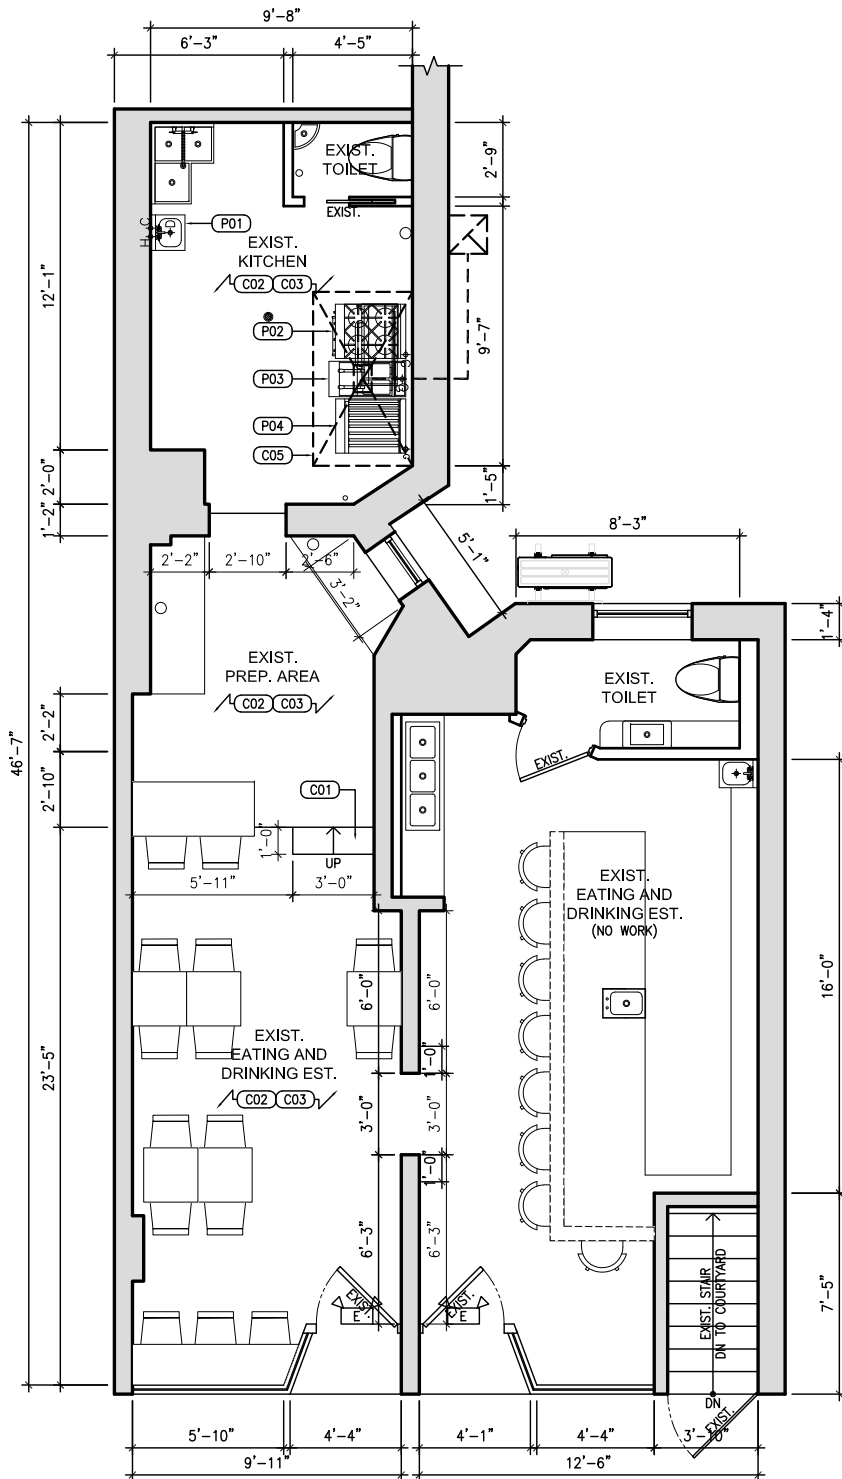 9'-8"
6'-3"
4'-5"
EXIST.
TOILET
2'-9"
EXIST.
P01
H
C
EXIST.
KITCHEN
C02
C03
12'-1"
P02
9'-7"
P03
P04
C05
G
G
2'-0"
1'-5"
1'-2"
5'-1"
8'-3"
2'-2"
2'-10"
2'-6"
3'-2"
1'-4"
EXIST.
PREP. AREA
C02
C03
EXIST.
TOILET
2'-2"
46'-7"
EXIST.
2'-10"
C01
1'-0"
UP
5'-11"
3'-0"
EXIST.
EATING AND
DRINKING EST.
(NO WORK)
6'-0"
6'-0"
16'-0"
EXIST.
EATING AND
DRINKING EST.
C02
C03
23'-5"
1'-0"
3'-0"
3'-0"
1'-0"
6'-3"
6'-3"
EXIST.
E
EXIST.
E
EXIST. STAIR
DN TO COURTYARD
7'-5"
DN
EXIST.
5'-10"
4'-4"
4'-1"
4'-4"
3'-10"
9'-11"
12'-6"